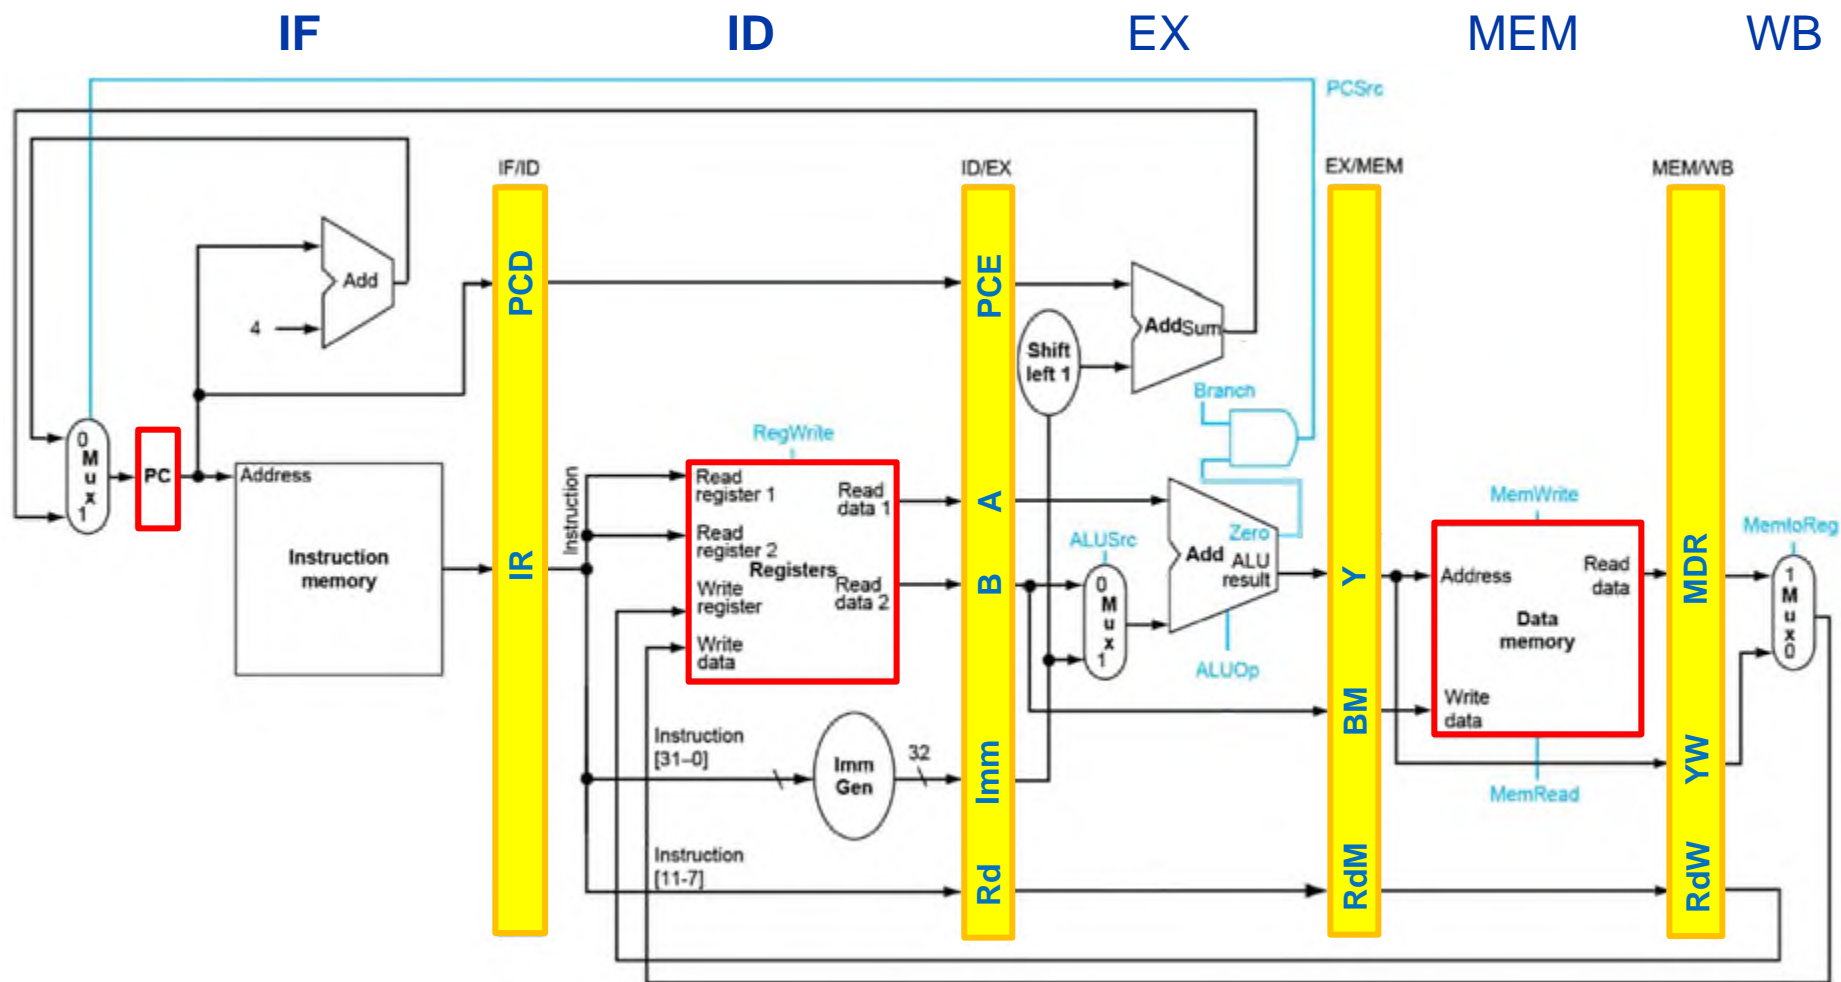 IF
ID
EX
MEM
WB
PCSrc
IF/ID
ID/EX
EX/MEM
MEM/WB
PCD
PCE
Add
4
AddSum
Shift
left 1
Branch
RegWrite
0
M
u
x
1
PC
Address
Instruction
memory
IR
Instruction
Read
register 1
Read
data 1
Read
register 2
Registers
Write
register
Read
data 2
Write
data
A
B
ALUSrc
0
M
u
x
1
Zero
Add
ALU
result
ALUOp
Y
MemWrite
Address
Read
data
Data
memory
Write
data
MemRead
MDR
MemtoReg
1
M
u
x
0
Instruction
[31–0]
Imm
Gen
32
Imm
BM
YW
Instruction
[11-7]
Rd
RdM
RdW